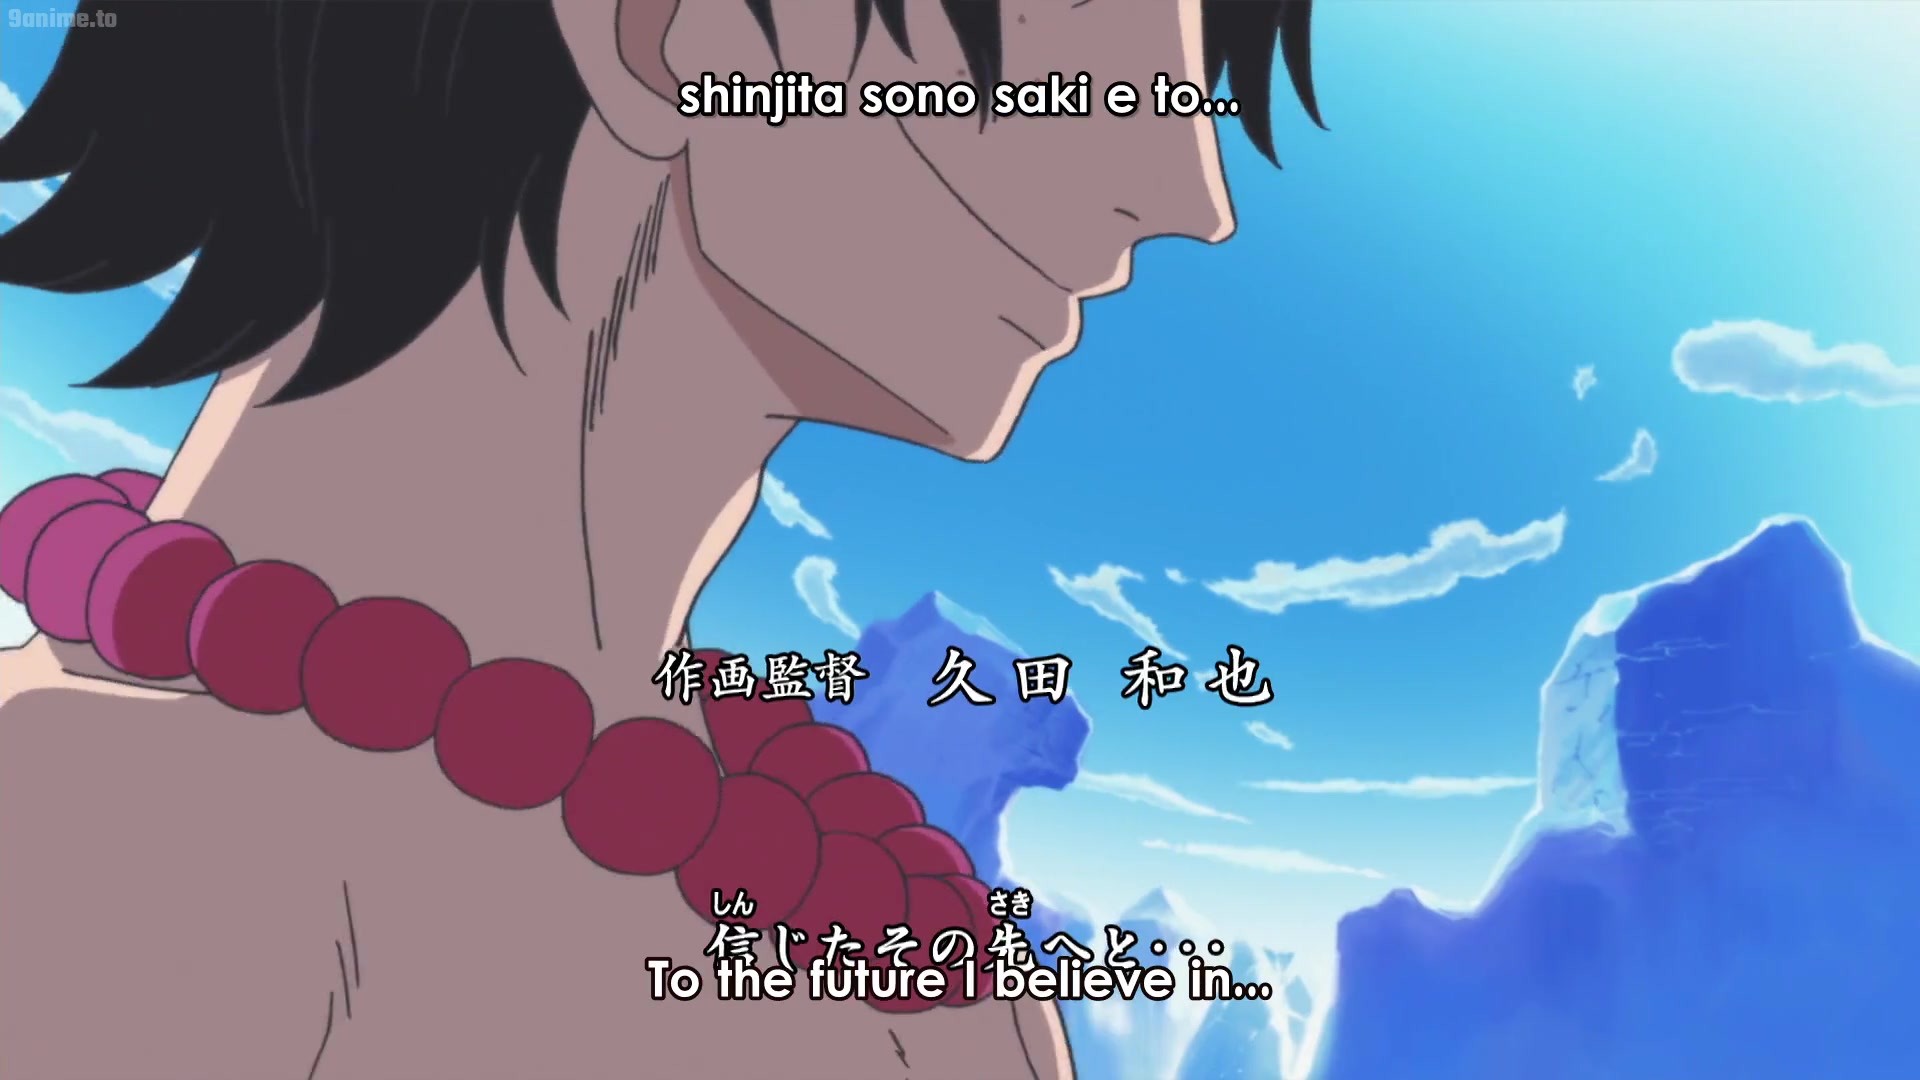 9anime.to
shinjita sono saki e to...
作画監督 久田 和也
しん さき
信じたその先へと・・・
To the future I believe in...